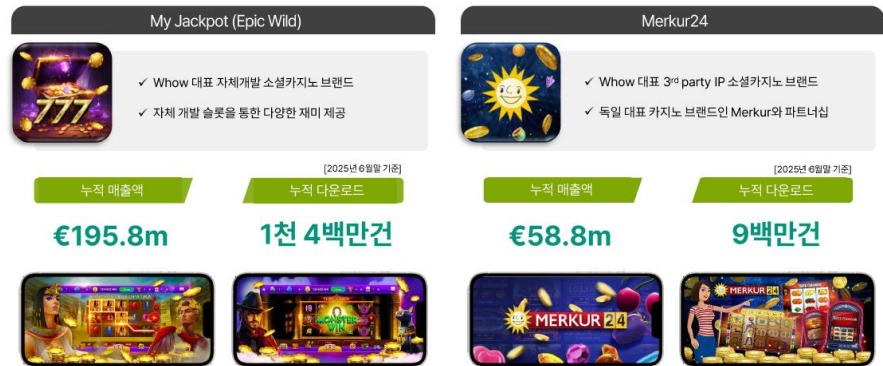 My Jackpot (Epic Wild)
✓ Whow 대표 자체개발 소셜카지노 브랜드
✓ 자체 개발 슬롯을 통한 다양한 재미 제공
777
[2025년 6월말 기준]
누적 매출액
누적 다운로드
€195.8m
1천 4백만건
MONSTER WIN
Merkur24
✓ Whow 대표 3rd party IP 소셜카지노 브랜드
✓ 독일 대표 카지노 브랜드인 Merkur와 파트너십
[2025년 6월말 기준]
누적 매출액
누적 다운로드
€58.8m
9백만건
MERKUR 24
MERKUR 24